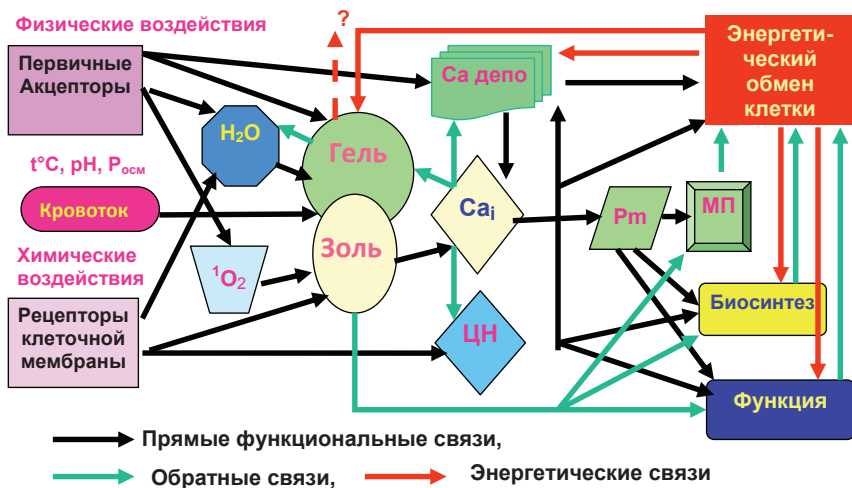 Физические воздействия
Первичные
Акцепторы
?
H₂O
Гель
Са депо
Энергети-
ческий
обмен
клетки
t°C, pH, Pосм
Кровоток
Золь
Caᵢ
Pm
МП
Химические
воздействия
¹O₂
Рецепторы
клеточной
мембраны
ЦН
Биосинтез
Функция
Прямые функциональные связи,
Обратные связи,
Энергетические связи